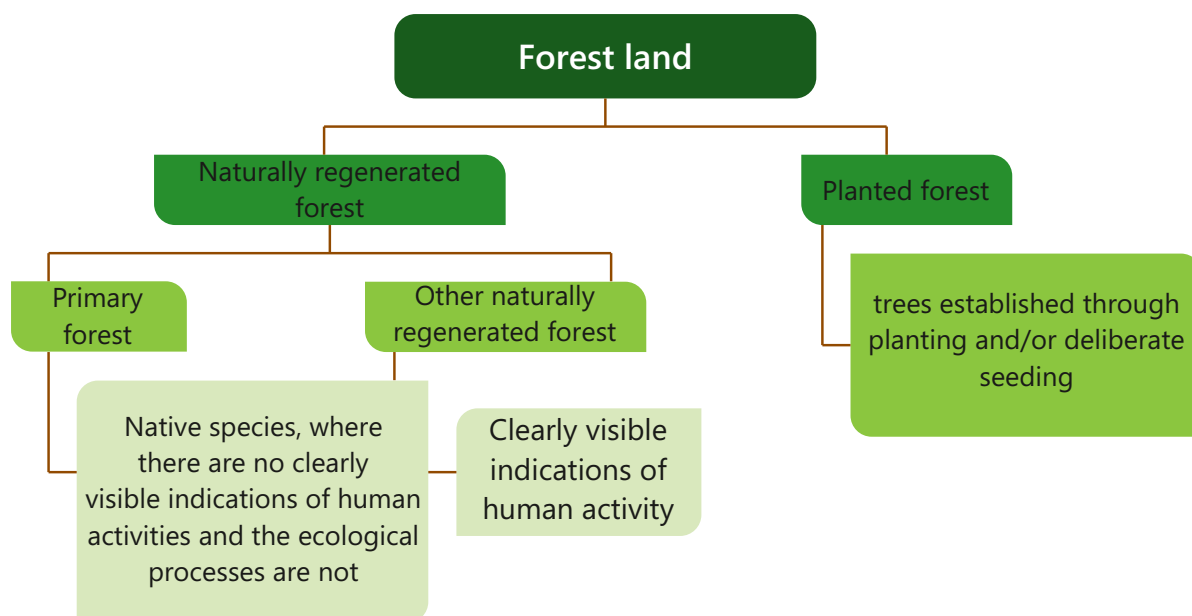 Forest land
Naturally regenerated
forest
Planted forest
Primary
forest
Other naturally
regenerated forest
trees established through
planting and/or deliberate
seeding
Native species, where
there are no clearly
visible indications of human
activities and the ecological
processes are not
Clearly visible
indications of
human activity